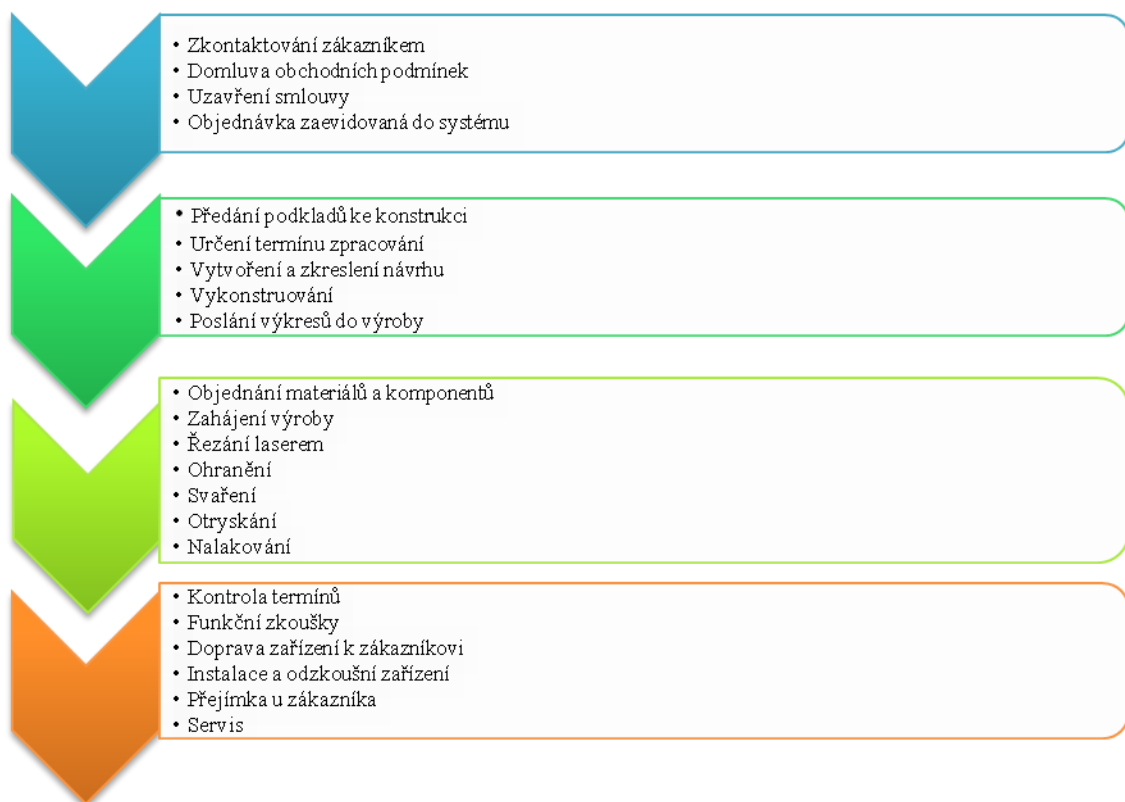 • Zkontaktování zákazníkem
• Domluva obchodních podmínek
• Uzavření smlouvy
• Objednávka zaevidovaná do systému
• Předání podkladů ke konstrukci
• Určení termínu zpracování
• Vytvoření a zkreslení návrhu
• Vykonstruování
• Poslání výkresů do výroby
• Objednání materiálů a komponentů
• Zahájení výroby
• Řezání laserem
• Ohranění
• Svaření
• Otryskání
• Nalakování
• Kontrola termínů
• Funkční zkoušky
• Doprava zařízení k zákazníkovi
• Instalace a odzkoušní zařízení
• Přejímka u zákazníka
• Servis